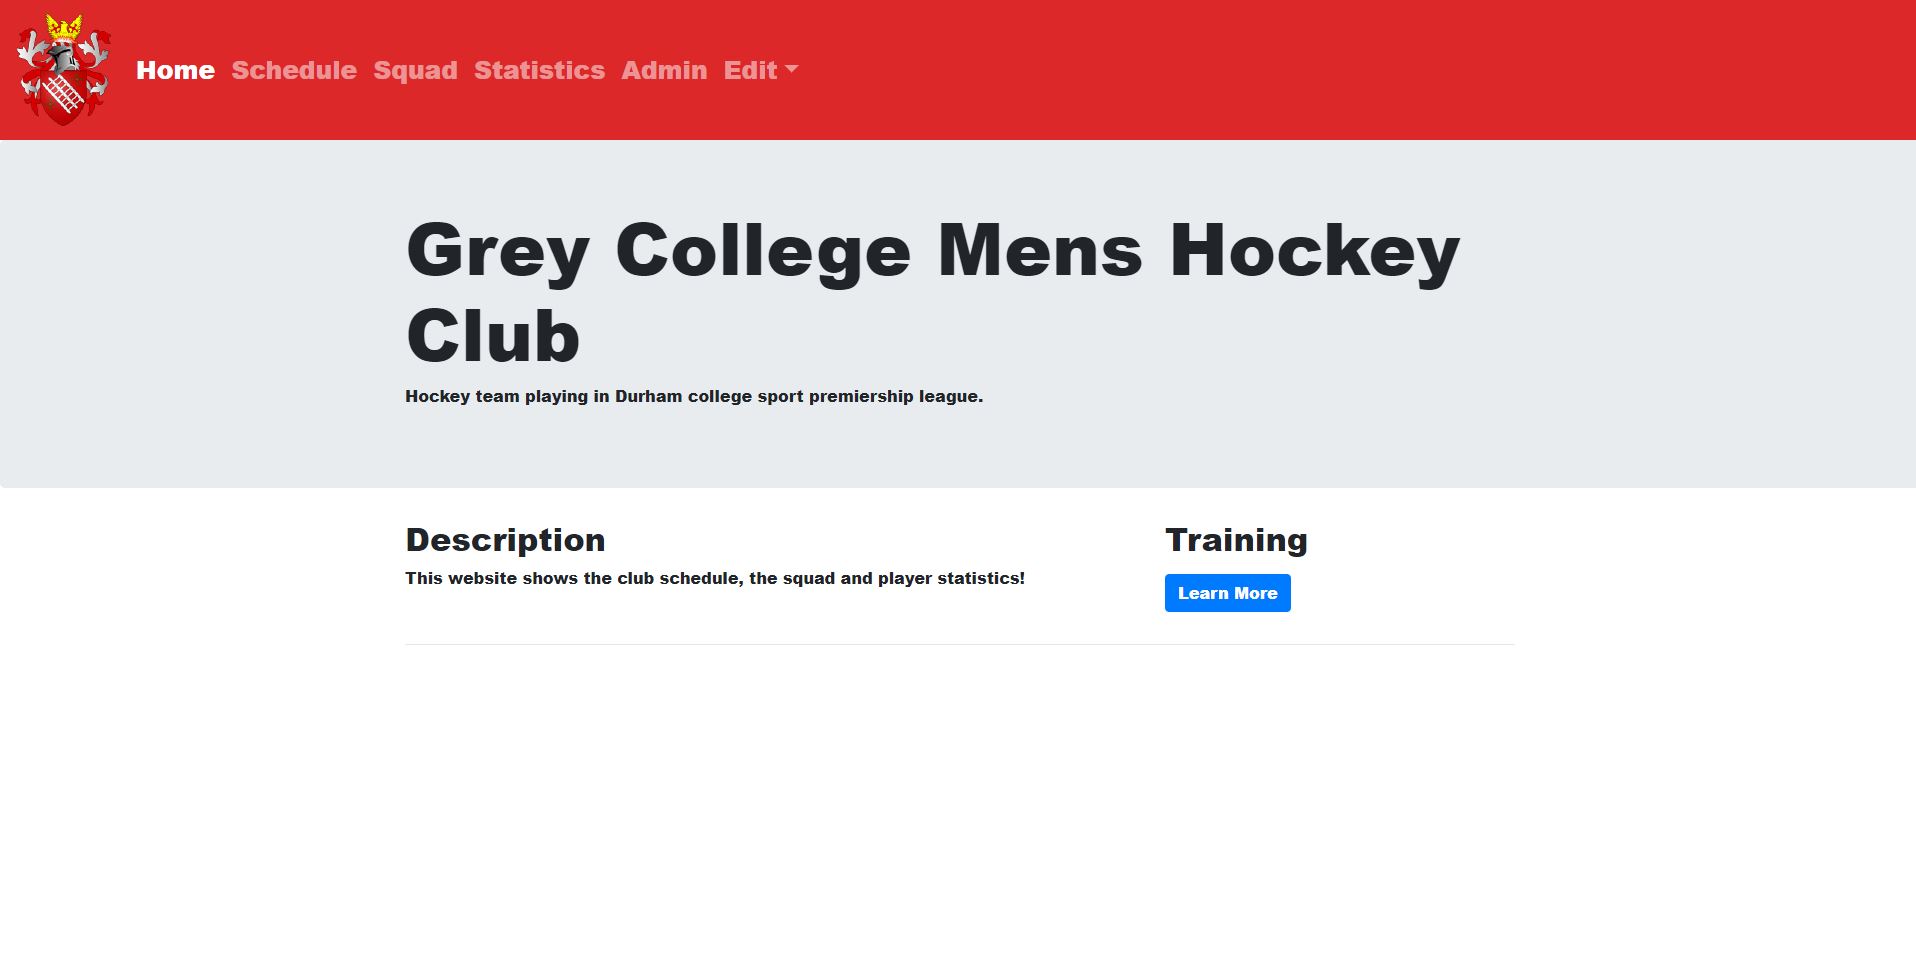 Home Schedule Squad Statistics Admin Edit
Grey College Mens Hockey
Club
Hockey team playing in Durham college sport premiership league.
Description
This website shows the club schedule, the squad and player statistics!
Training
Learn More